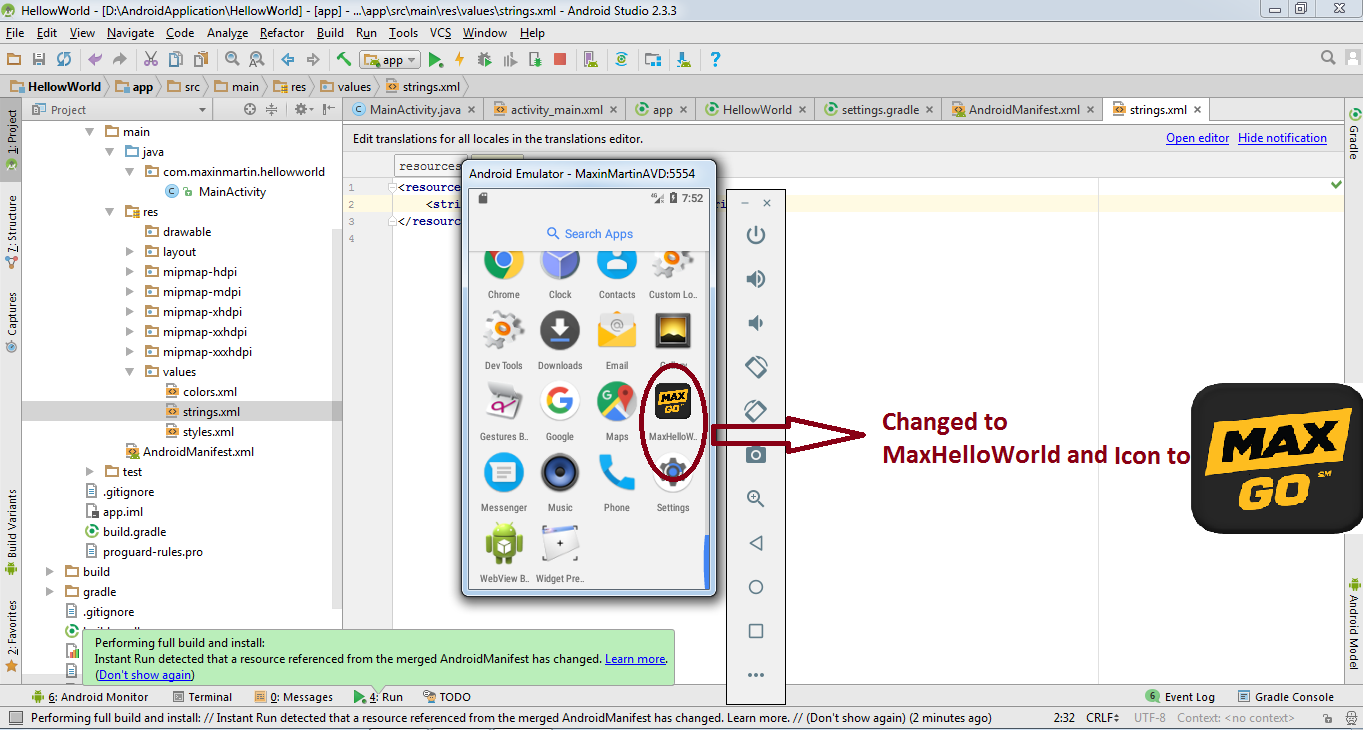 HellowWorld - [D:\AndroidApplication\HellowWorld] - [app] - ...\app\src\main\res\values\strings.xml - Android Studio 2.3.3
File Edit View Navigate Code Analyze Refactor Build Run Tools VCS Window Help
app
HellowWorld app src main res values strings.xml
Project
MainActivity.java activity_main.xml app HellowWorld settings.gradle AndroidManifest.xml strings.xml
Edit translations for all locales in the translations editor. Open editor Hide notification
1: Project
7: Structure
Captures
Build Variants
2: Favorites
main
java
com.maxinmartin.hellowworld
MainActivity
res
drawable
layout
mipmap-hdpi
mipmap-mdpi
mipmap-xhdpi
mipmap-xxhdpi
mipmap-xxxhdpi
values
colors.xml
strings.xml
styles.xml
AndroidManifest.xml
test
.gitignore
app.iml
build.gradle
proguard-rules.pro
build
gradle
.gitignore
resources
1 <resource
2 <stri
3 </resourc
4
Android Emulator - MaxinMartinAVD:5554
4G 7:52
Search Apps
Chrome Clock Contacts Custom Lo..
Dev Tools Downloads Email
MAX
GO
Gestures B.. Google Maps MaxHelloW..
Messenger Music Phone Settings
WebView B.. Widget Pre..
Changed to
MaxHelloWorld and Icon to
MAX
GO SM
Gradle
Android Model
Performing full build and install:
Instant Run detected that a resource referenced from the merged AndroidManifest has changed. Learn more.
(Don't show again)
6: Android Monitor Terminal 0: Messages 4: Run TODO 6 Event Log Gradle Console
Performing full build and install: // Instant Run detected that a resource referenced from the merged AndroidManifest has changed. Learn more. // (Don't show again) (2 minutes ago) 2:32 CRLF UTF-8 Context: <no context>